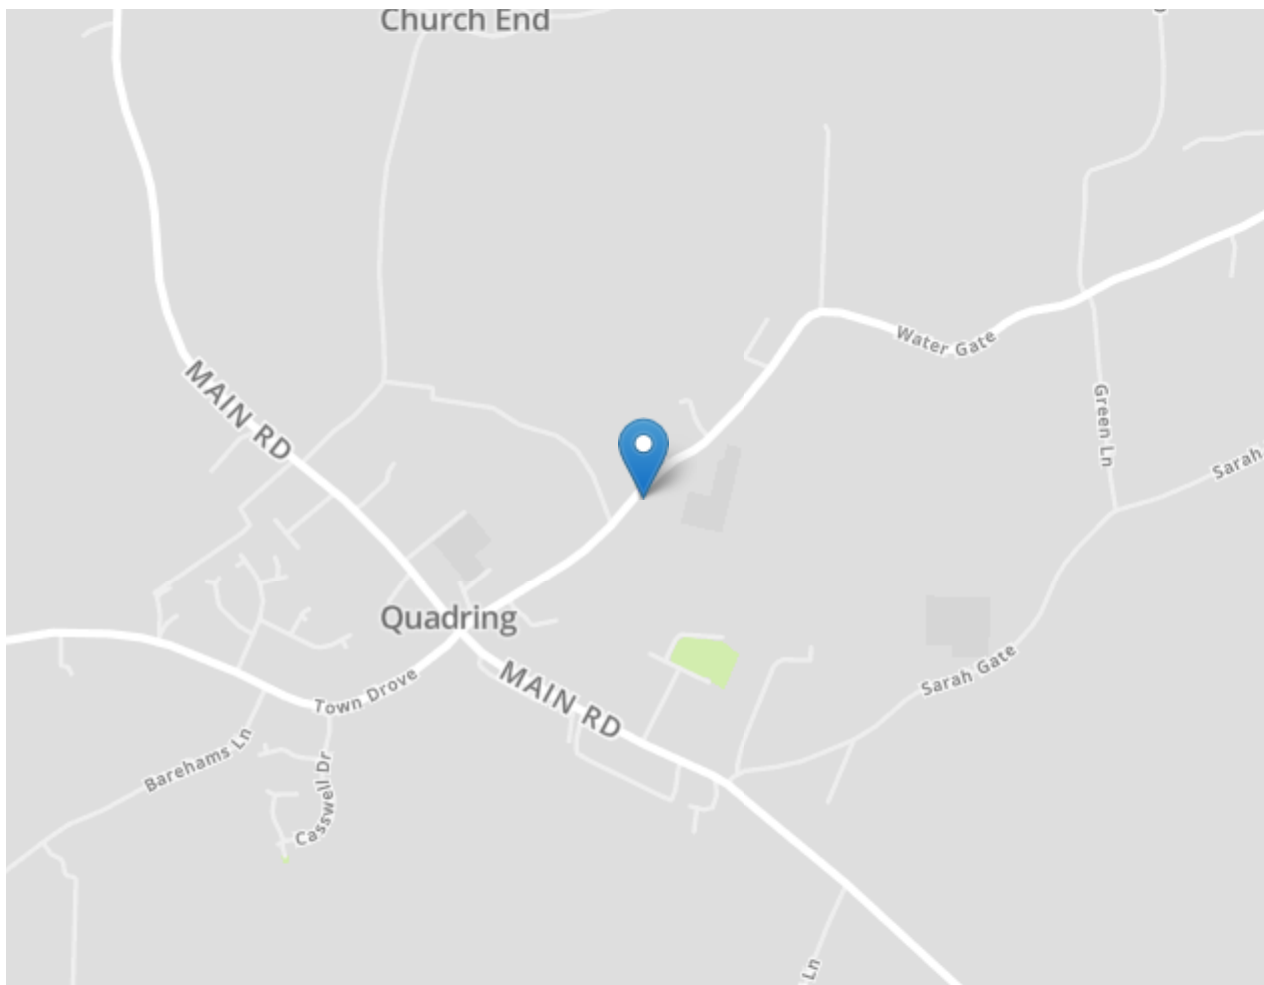 Church End
MAIN RD
Water Gate
Green Ln
Sarah
Quadring
MAIN RD
Sarah Gate
Town Drove
Barehams Ln
Casswell Dr
Ln